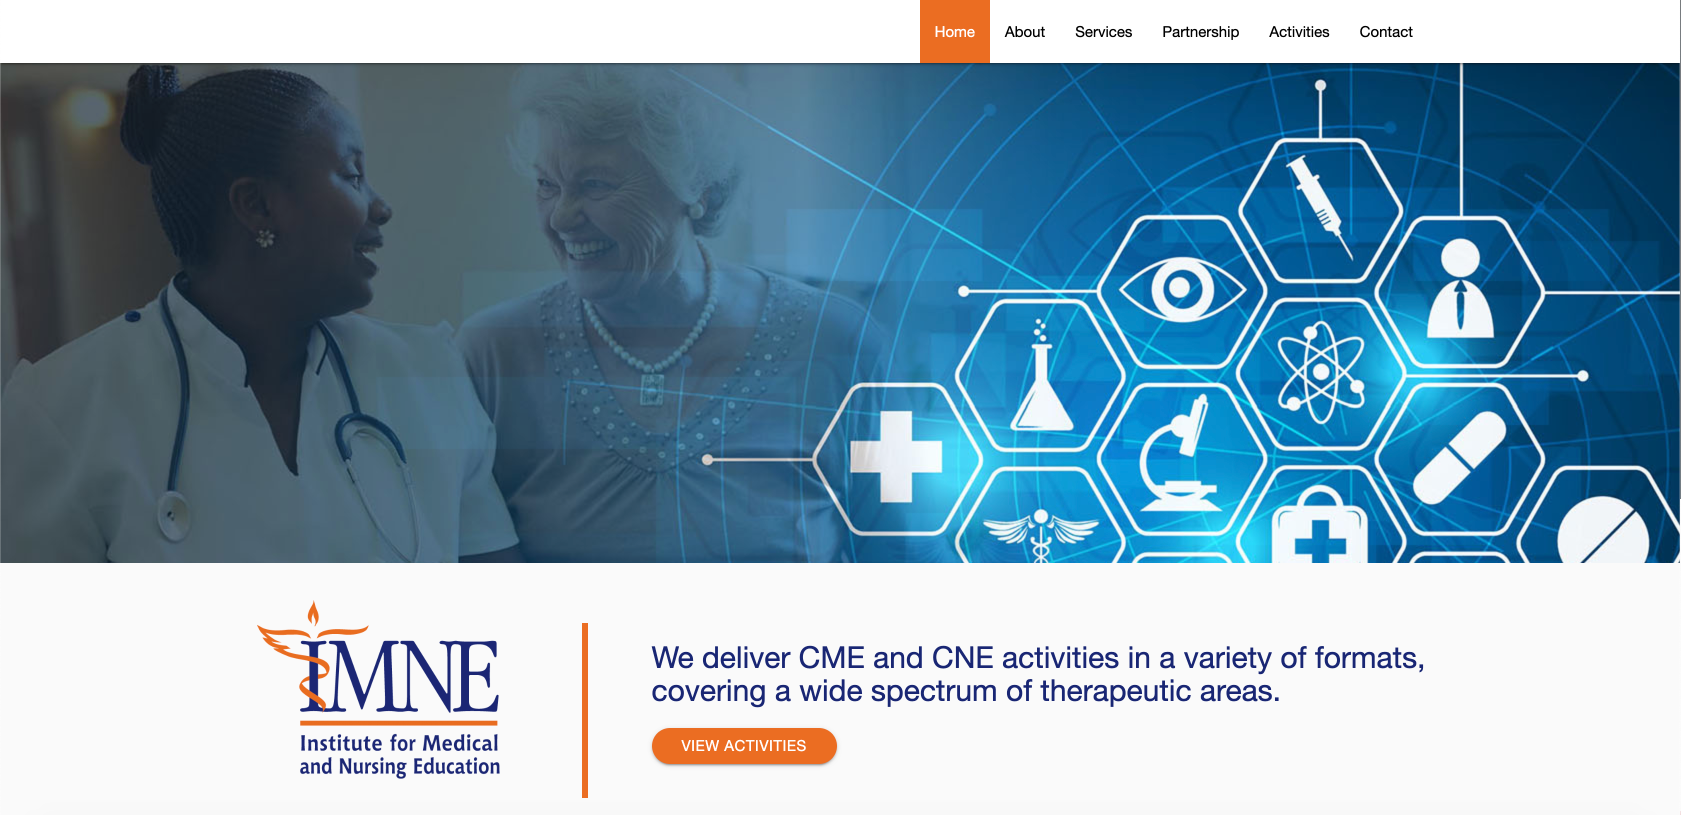 Home About Services Partnership Activities Contact
IMNE
Institute for Medical
and Nursing Education
We deliver CME and CNE activities in a variety of formats,
covering a wide spectrum of therapeutic areas.
VIEW ACTIVITIES